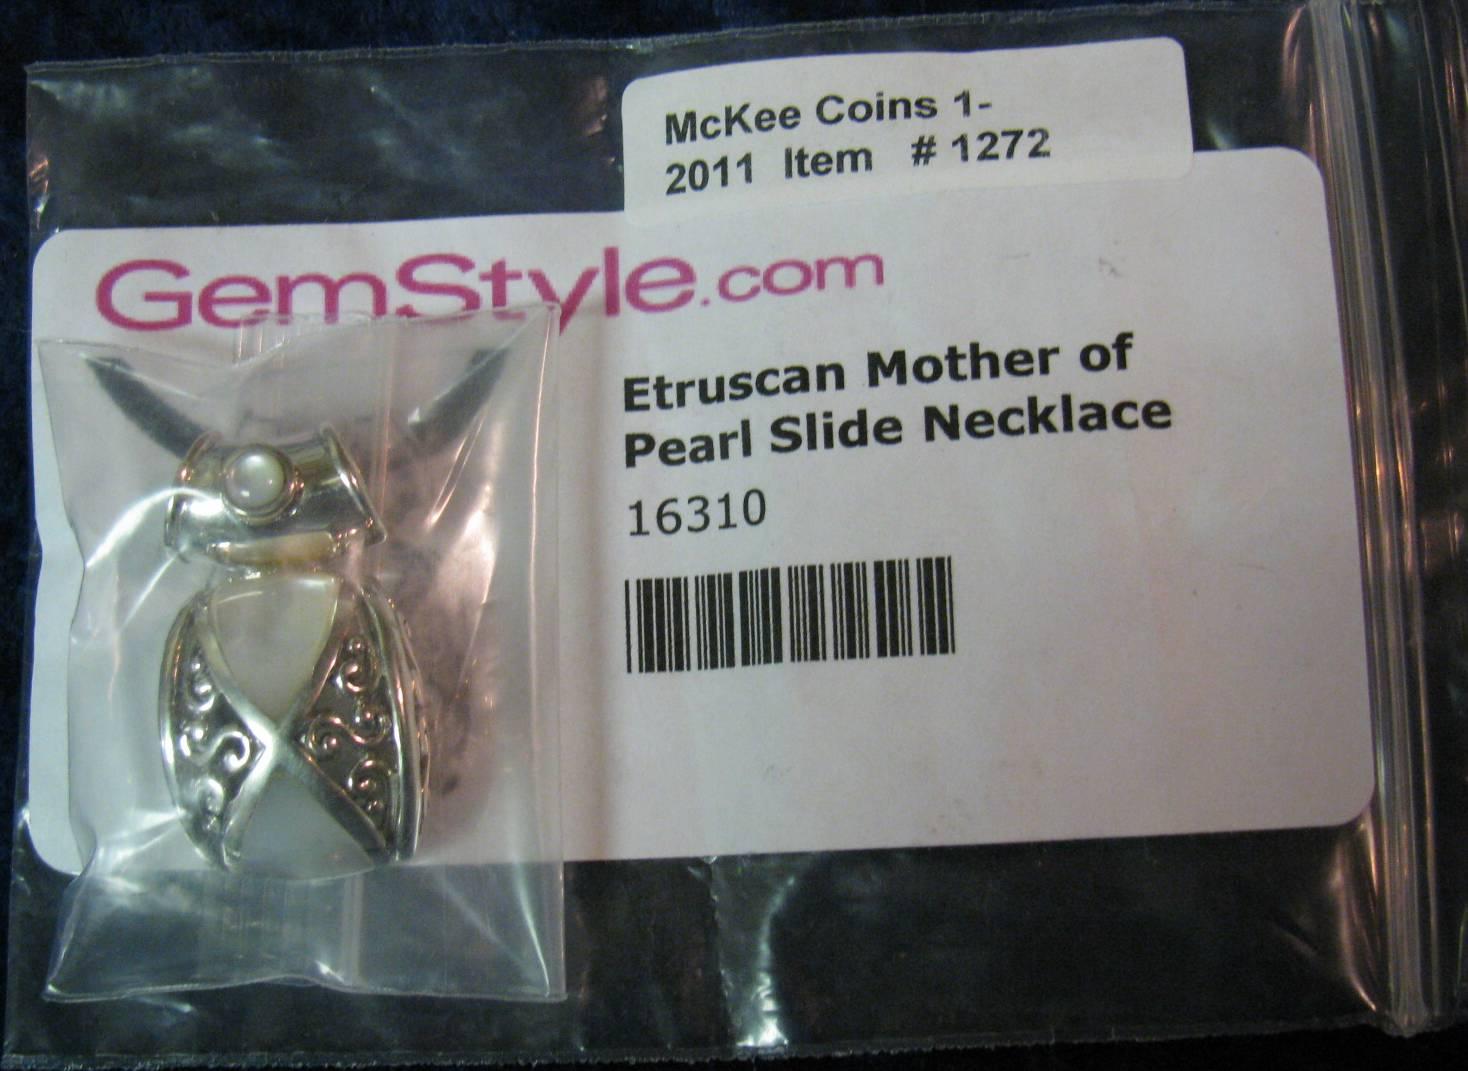 McKee Coins 1-
2011 Item # 1272
GemStyle.com
Etruscan Mother of
Pearl Slide Necklace
16310